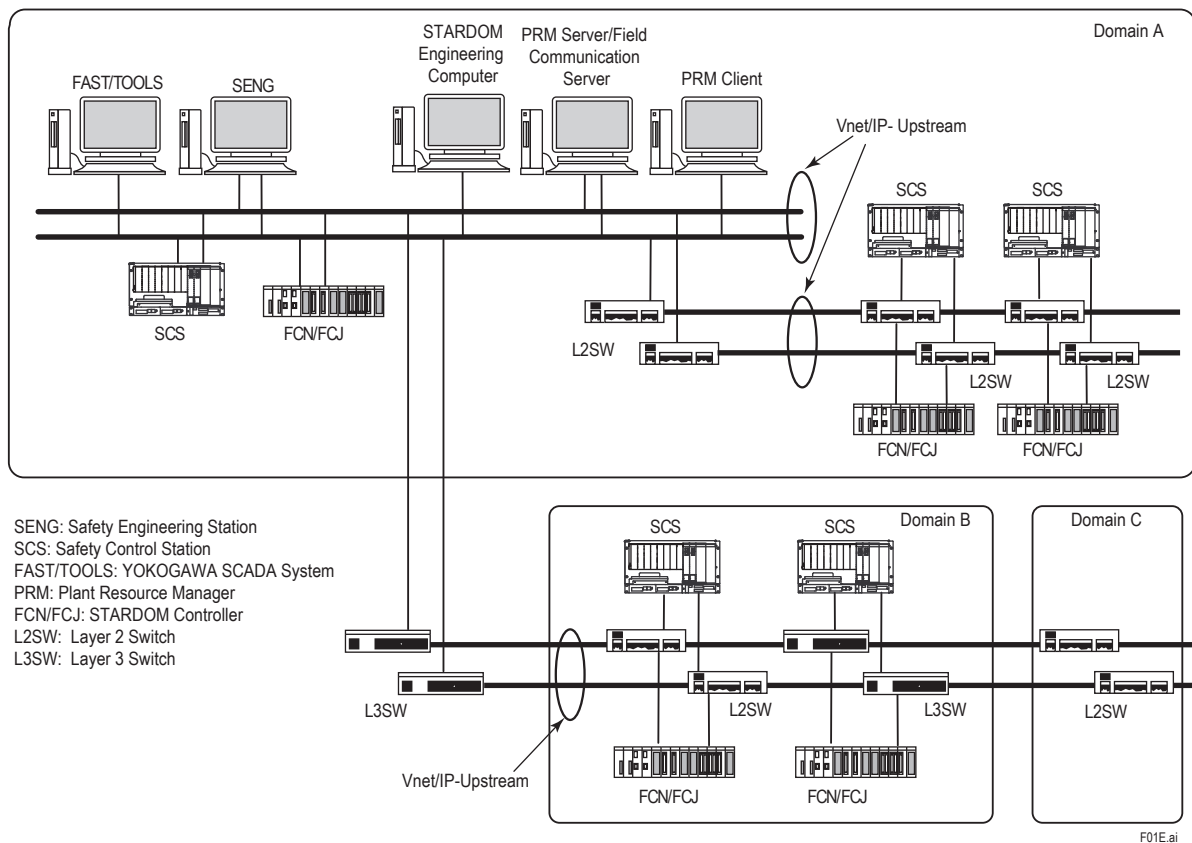 Domain A
STARDOM
Engineering
Computer
PRM Server/Field
Communication
Server
FAST/TOOLS
SENG
PRM Client
Vnet/IP- Upstream
SCS
SCS
SCS
FCN/FCJ
L2SW
L2SW
L2SW
FCN/FCJ
FCN/FCJ
SENG: Safety Engineering Station
SCS: Safety Control Station
FAST/TOOLS: YOKOGAWA SCADA System
PRM: Plant Resource Manager
FCN/FCJ: STARDOM Controller
L2SW: Layer 2 Switch
L3SW: Layer 3 Switch
Domain B
Domain C
SCS
SCS
L3SW
L2SW
L3SW
L2SW
Vnet/IP-Upstream
FCN/FCJ
FCN/FCJ
F01E.ai